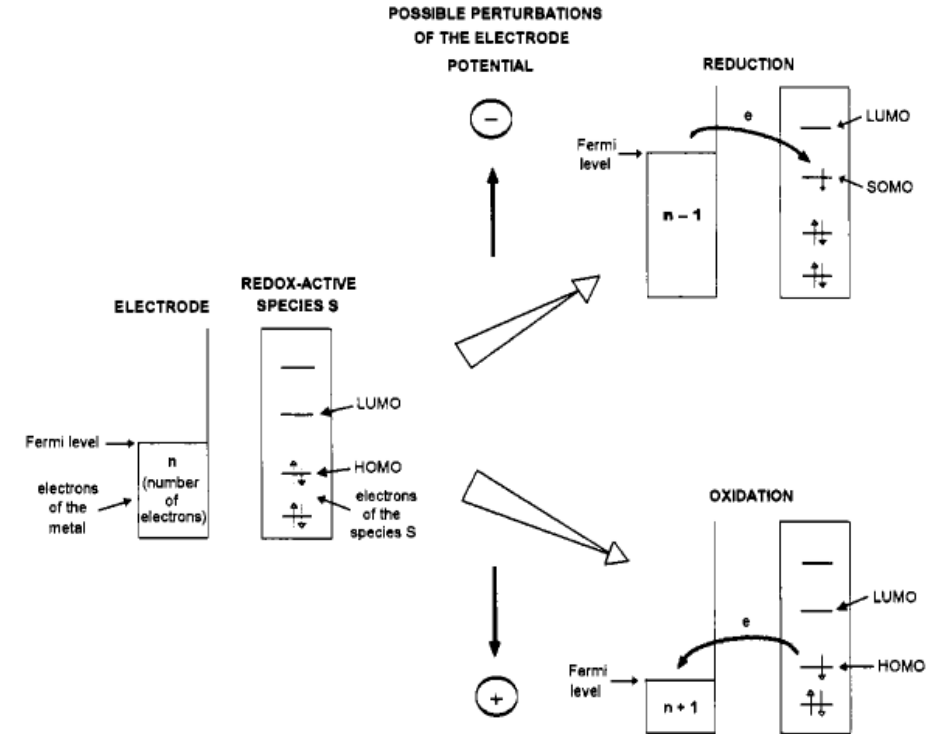 POSSIBLE PERTURBATIONS
OF THE ELECTRODE
POTENTIAL
−
REDUCTION
e
LUMO
Fermi
level
SOMO
n − 1
ELECTRODE
REDOX-ACTIVE
SPECIES S
LUMO
Fermi level
n
(number
of
electrons)
HOMO
electrons
of the
metal
electrons
of the
species S
OXIDATION
LUMO
e
HOMO
Fermi
level
n + 1
+